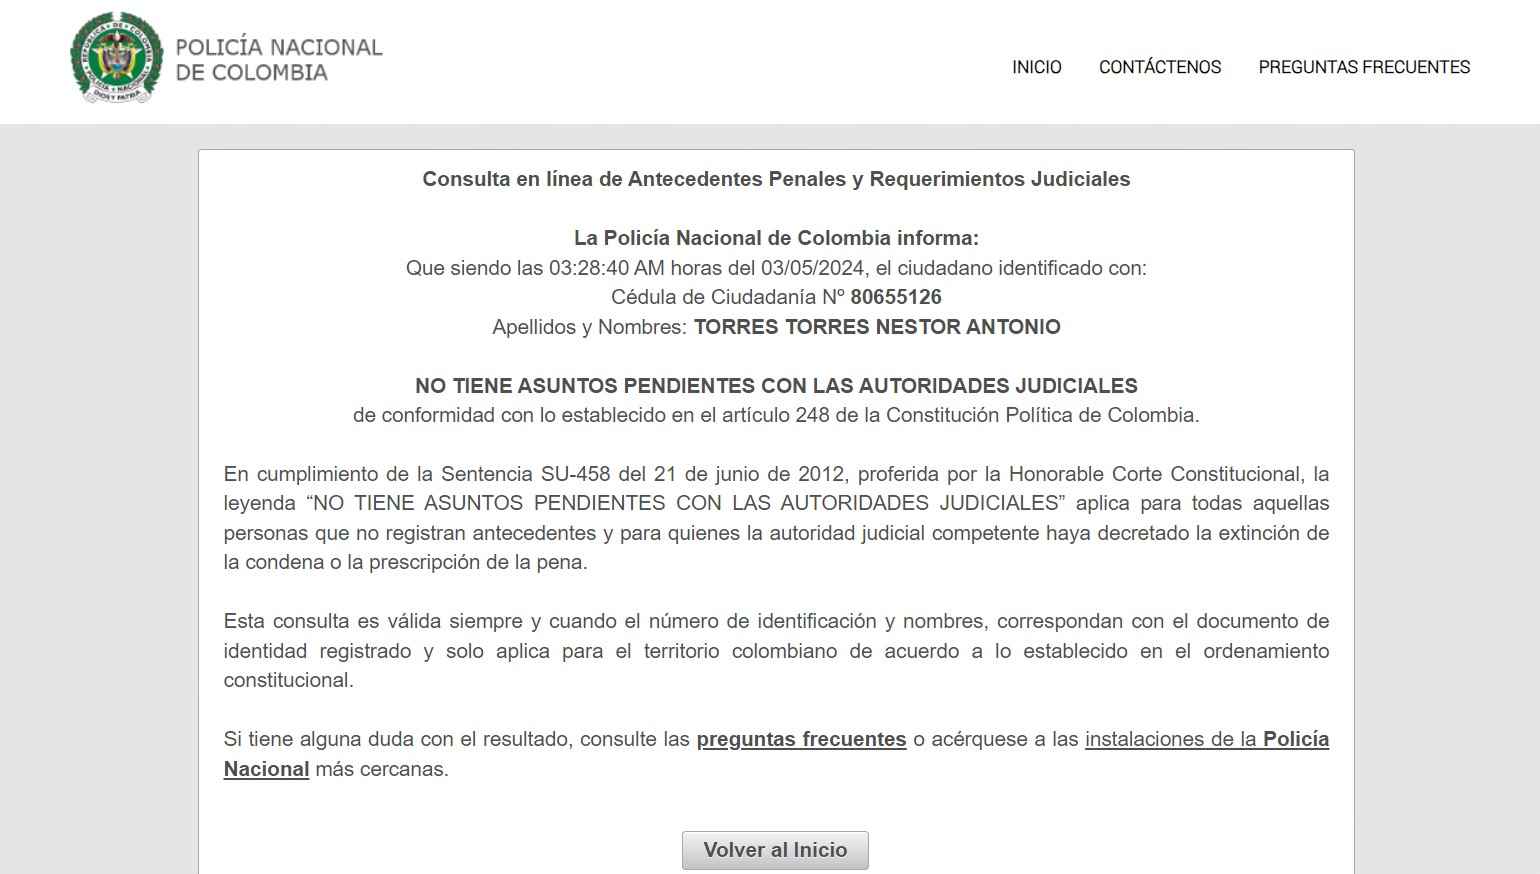 POLICÍA NACIONAL
DE COLOMBIA
INICIO CONTÁCTENOS PREGUNTAS FRECUENTES
Consulta en línea de Antecedentes Penales y Requerimientos Judiciales
La Policía Nacional de Colombia informa:
Que siendo las 03:28:40 AM horas del 03/05/2024, el ciudadano identificado con:
Cédula de Ciudadanía Nº 80655126
Apellidos y Nombres: TORRES TORRES NESTOR ANTONIO
NO TIENE ASUNTOS PENDIENTES CON LAS AUTORIDADES JUDICIALES
de conformidad con lo establecido en el artículo 248 de la Constitución Política de Colombia.
En cumplimiento de la Sentencia SU-458 del 21 de junio de 2012, proferida por la Honorable Corte Constitucional, la
leyenda “NO TIENE ASUNTOS PENDIENTES CON LAS AUTORIDADES JUDICIALES” aplica para todas aquellas
personas que no registran antecedentes y para quienes la autoridad judicial competente haya decretado la extinción de
la condena o la prescripción de la pena.
Esta consulta es válida siempre y cuando el número de identificación y nombres, correspondan con el documento de
identidad registrado y solo aplica para el territorio colombiano de acuerdo a lo establecido en el ordenamiento
constitucional.
Si tiene alguna duda con el resultado, consulte las preguntas frecuentes o acérquese a las instalaciones de la Policía
Nacional más cercanas.
Volver al Inicio